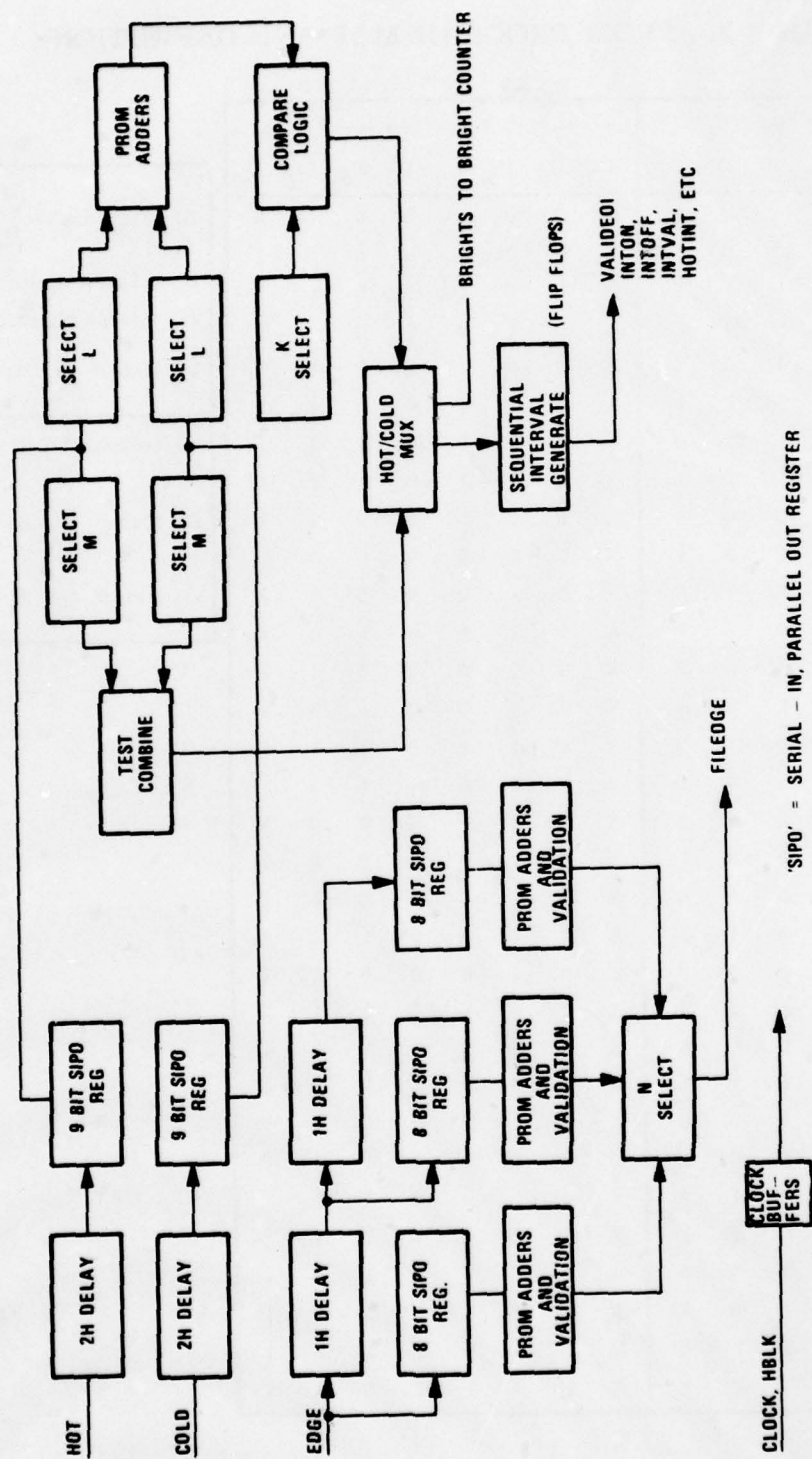 HOT
2H DELAY
9 BIT SIPO
REG
COLD
2H DELAY
9 BIT SIPO
REG
TEST
COMBINE
SELECT
M
SELECT
M
SELECT
L
SELECT
L
PROM
ADDERS
K
SELECT
COMPARE
LOGIC
HOT/COLD
MUX
BRIGHTS TO BRIGHT COUNTER
SEQUENTIAL
INTERVAL
GENERATE
(FLIP FLOPS)
VALIDEOI
INTON,
INTOFF,
INTVAL,
HOTINT, ETC
EDGE
1H DELAY
1H DELAY
8 BIT SIPO
REG.
8 BIT SIPO
REG
8 BIT SIPO
REG
PROM ADDERS
AND
VALIDATION
PROM ADDERS
AND
VALIDATION
PROM ADDERS
AND
VALIDATION
N
SELECT
FILEDGE
CLOCK, HBLK
CLOCK
BUF-
FERS
'SIPO' = SERIAL - IN, PARALLEL OUT REGISTER